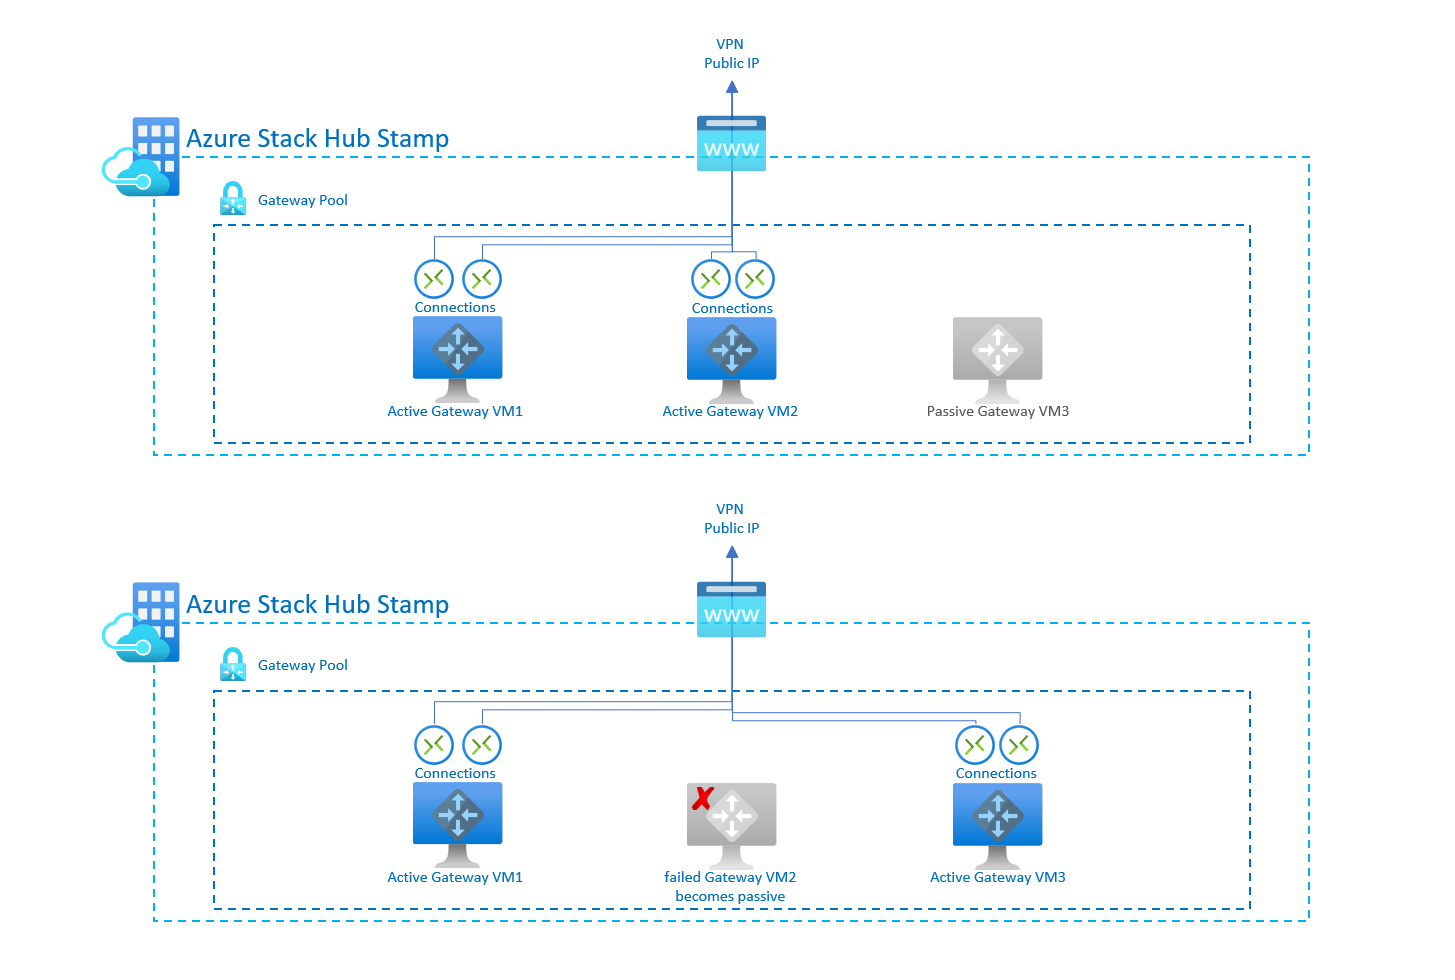 VPN
Public IP
Azure Stack Hub Stamp
www
Gateway Pool
Connections
Connections
Active Gateway VM1
Active Gateway VM2
Passive Gateway VM3
VPN
Public IP
Azure Stack Hub Stamp
www
Gateway Pool
Connections
Connections
Active Gateway VM1
failed Gateway VM2
becomes passive
Active Gateway VM3